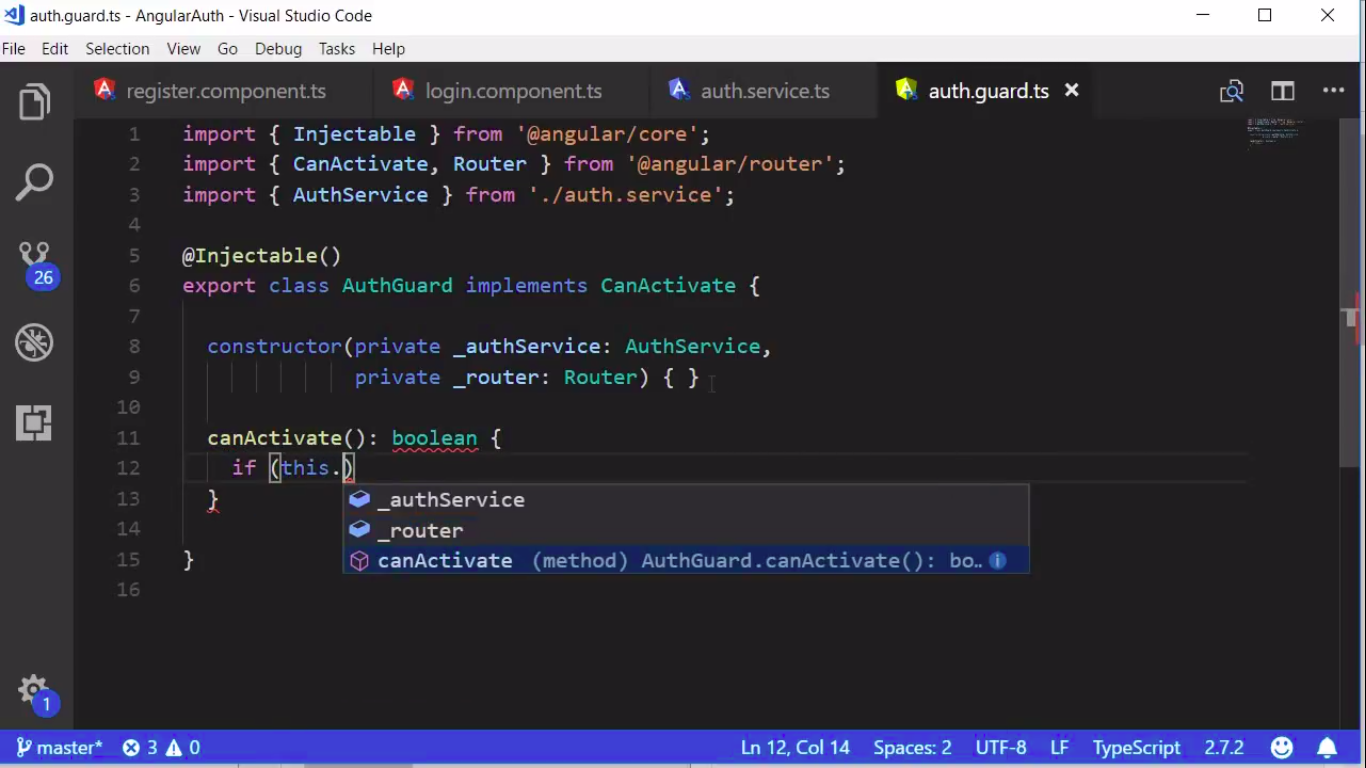 auth.guard.ts - AngularAuth - Visual Studio Code
File Edit Selection View Go Debug Tasks Help
register.component.ts login.component.ts auth.service.ts auth.guard.ts
1 import { Injectable } from '@angular/core';
2 import { CanActivate, Router } from '@angular/router';
3 import { AuthService } from './auth.service';
4
5 @Injectable()
6 export class AuthGuard implements CanActivate {
7
8 constructor(private _authService: AuthService,
9 private _router: Router) { }
10
11 canActivate(): boolean {
12 if (this.)
13 }
_authService
14
_router
15 }
canActivate (method) AuthGuard.canActivate(): bo..
16
26
1
master* 3 0 Ln 12, Col 14 Spaces: 2 UTF-8 LF TypeScript 2.7.2